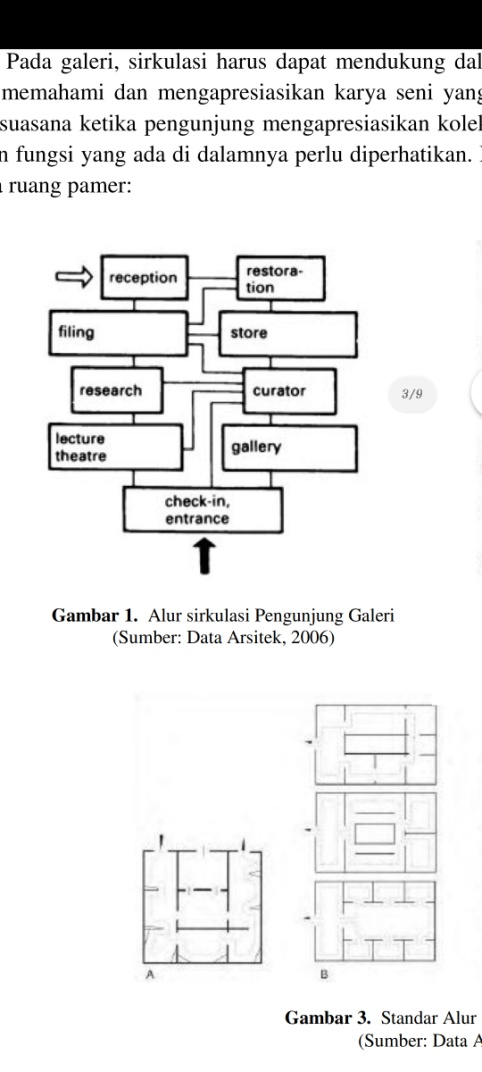 Pada galeri, sirkulasi harus dapat mendukung
memahami dan mengapresiasikan karya seni yang
suasana ketika pengunjung mengapresiasikan
fungsi yang ada di dalamnya perlu diperhatikan.
ruang pamer:
reception
restora-
tion
filing
store
research
curator
3/9
lecture
theatre
gallery
check-in,
entrance
Gambar 1. Alur sirkulasi Pengunjung Galeri
(Sumber: Data Arsitek, 2006)
A
B
Gambar 3. Standar Alur
(Sumber: Data A